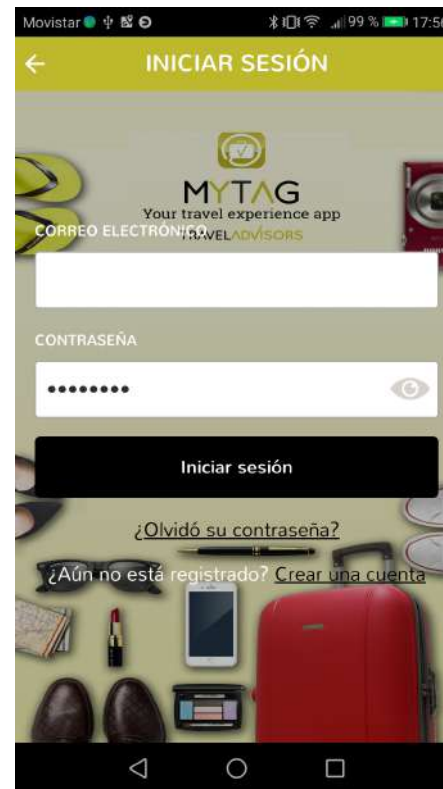 Movistar 99 % 17:56
INICIAR SESIÓN
MYTAG
Your travel experience app
TRAVELADVISORS
CORREO ELECTRÓNICO
CONTRASEÑA
••••••••
Iniciar sesión
¿Olvidó su contraseña?
¿Aún no está registrado? Crear una cuenta